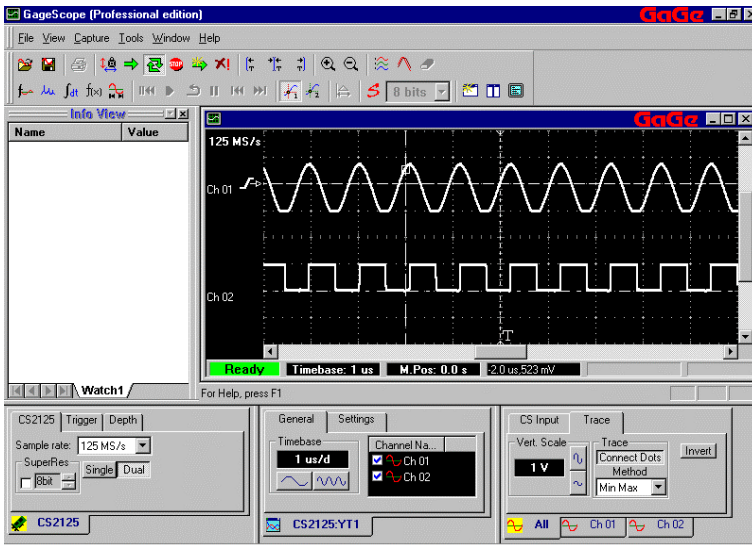 GageScope (Professional edition)
GaGe
File View Capture Tools Window Help
8 bits
Info View
Name Value
Watch1
GaGe
125 MS/s
Ch 01
Ch 02
T
Ready Timebase: 1 us M.Pos: 0.0 s -2.0 us,523 mV
For Help, press F1
CS2125 Trigger Depth
Sample rate: 125 MS/s
SuperRes
8bit
Single Dual
CS2125
General Settings
Timebase
1 us/d
Channel Na...
Ch 01
Ch 02
CS2125:YT1
CS Input Trace
Vert. Scale
1 V
Trace
Connect Dots
Method
Min Max
Invert
All Ch 01 Ch 02